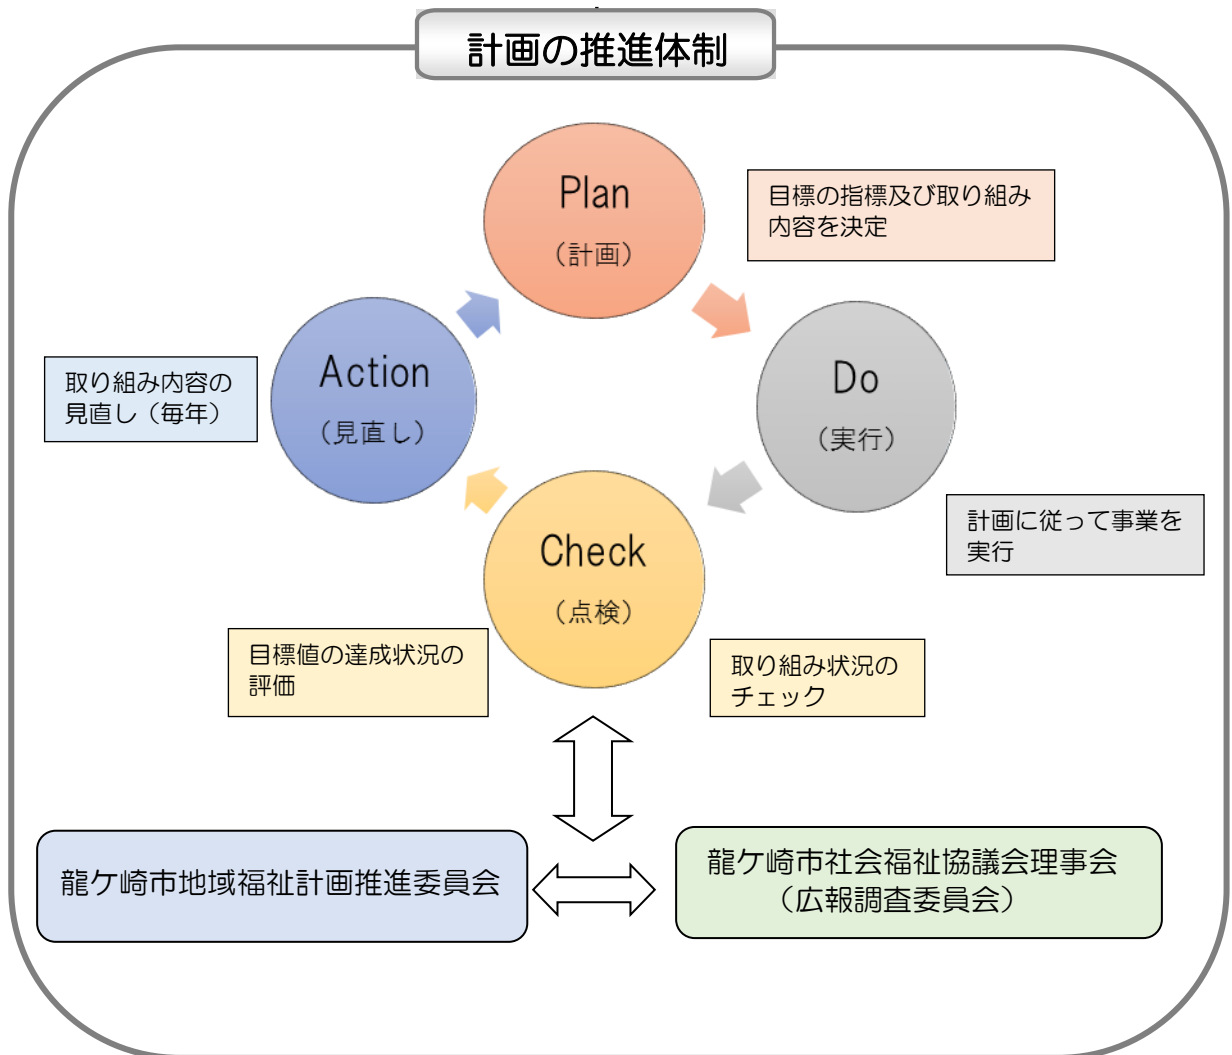 計画の推進体制
Plan
（計画）
目標の指標及び取り組み
内容を決定
Action
（見直し）
取り組み内容の
見直し（毎年）
Do
（実行）
計画に従って事業を
実行
Check
（点検）
目標値の達成状況の
評価
取り組み状況の
チェック
龍ケ崎市地域福祉計画推進委員会
龍ケ崎市社会福祉協議会理事会
（広報調査委員会）